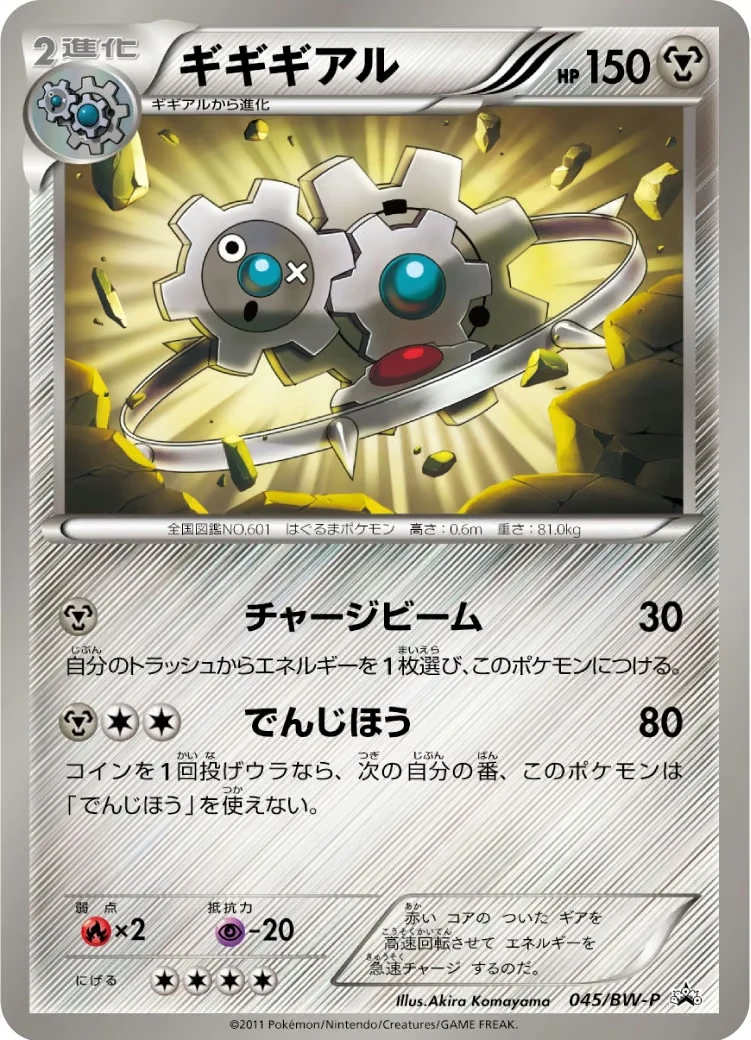 2進化
ギギギアル
HP150
ギギアルから進化
全国図鑑NO.601 はぐるまポケモン 高さ：0.6m 重さ：81.0kg
チャージビーム 30
自分のトラッシュからエネルギーを1枚選び、このポケモンにつける。
でんじほう 80
コインを1回投げウラなら、次の自分の番、このポケモンは
「でんじほう」を使えない。
弱点 抵抗力
×2 -20
にげる
赤い コアの ついた ギアを
高速回転させて エネルギーを
急速チャージ するのだ。
Illus.Akira Komayama 045/BW-P
©2011 Pokémon/Nintendo/Creatures/GAME FREAK.